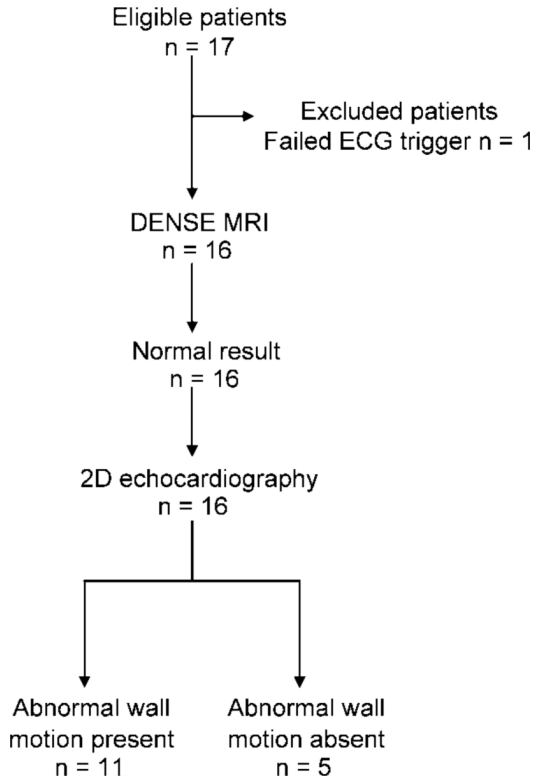 Eligible patients
n = 17
Excluded patients
Failed ECG trigger n = 1
DENSE MRI
n = 16
Normal result
n = 16
2D echocardiography
n = 16
Abnormal wall
motion present
n = 11
Abnormal wall
motion absent
n = 5